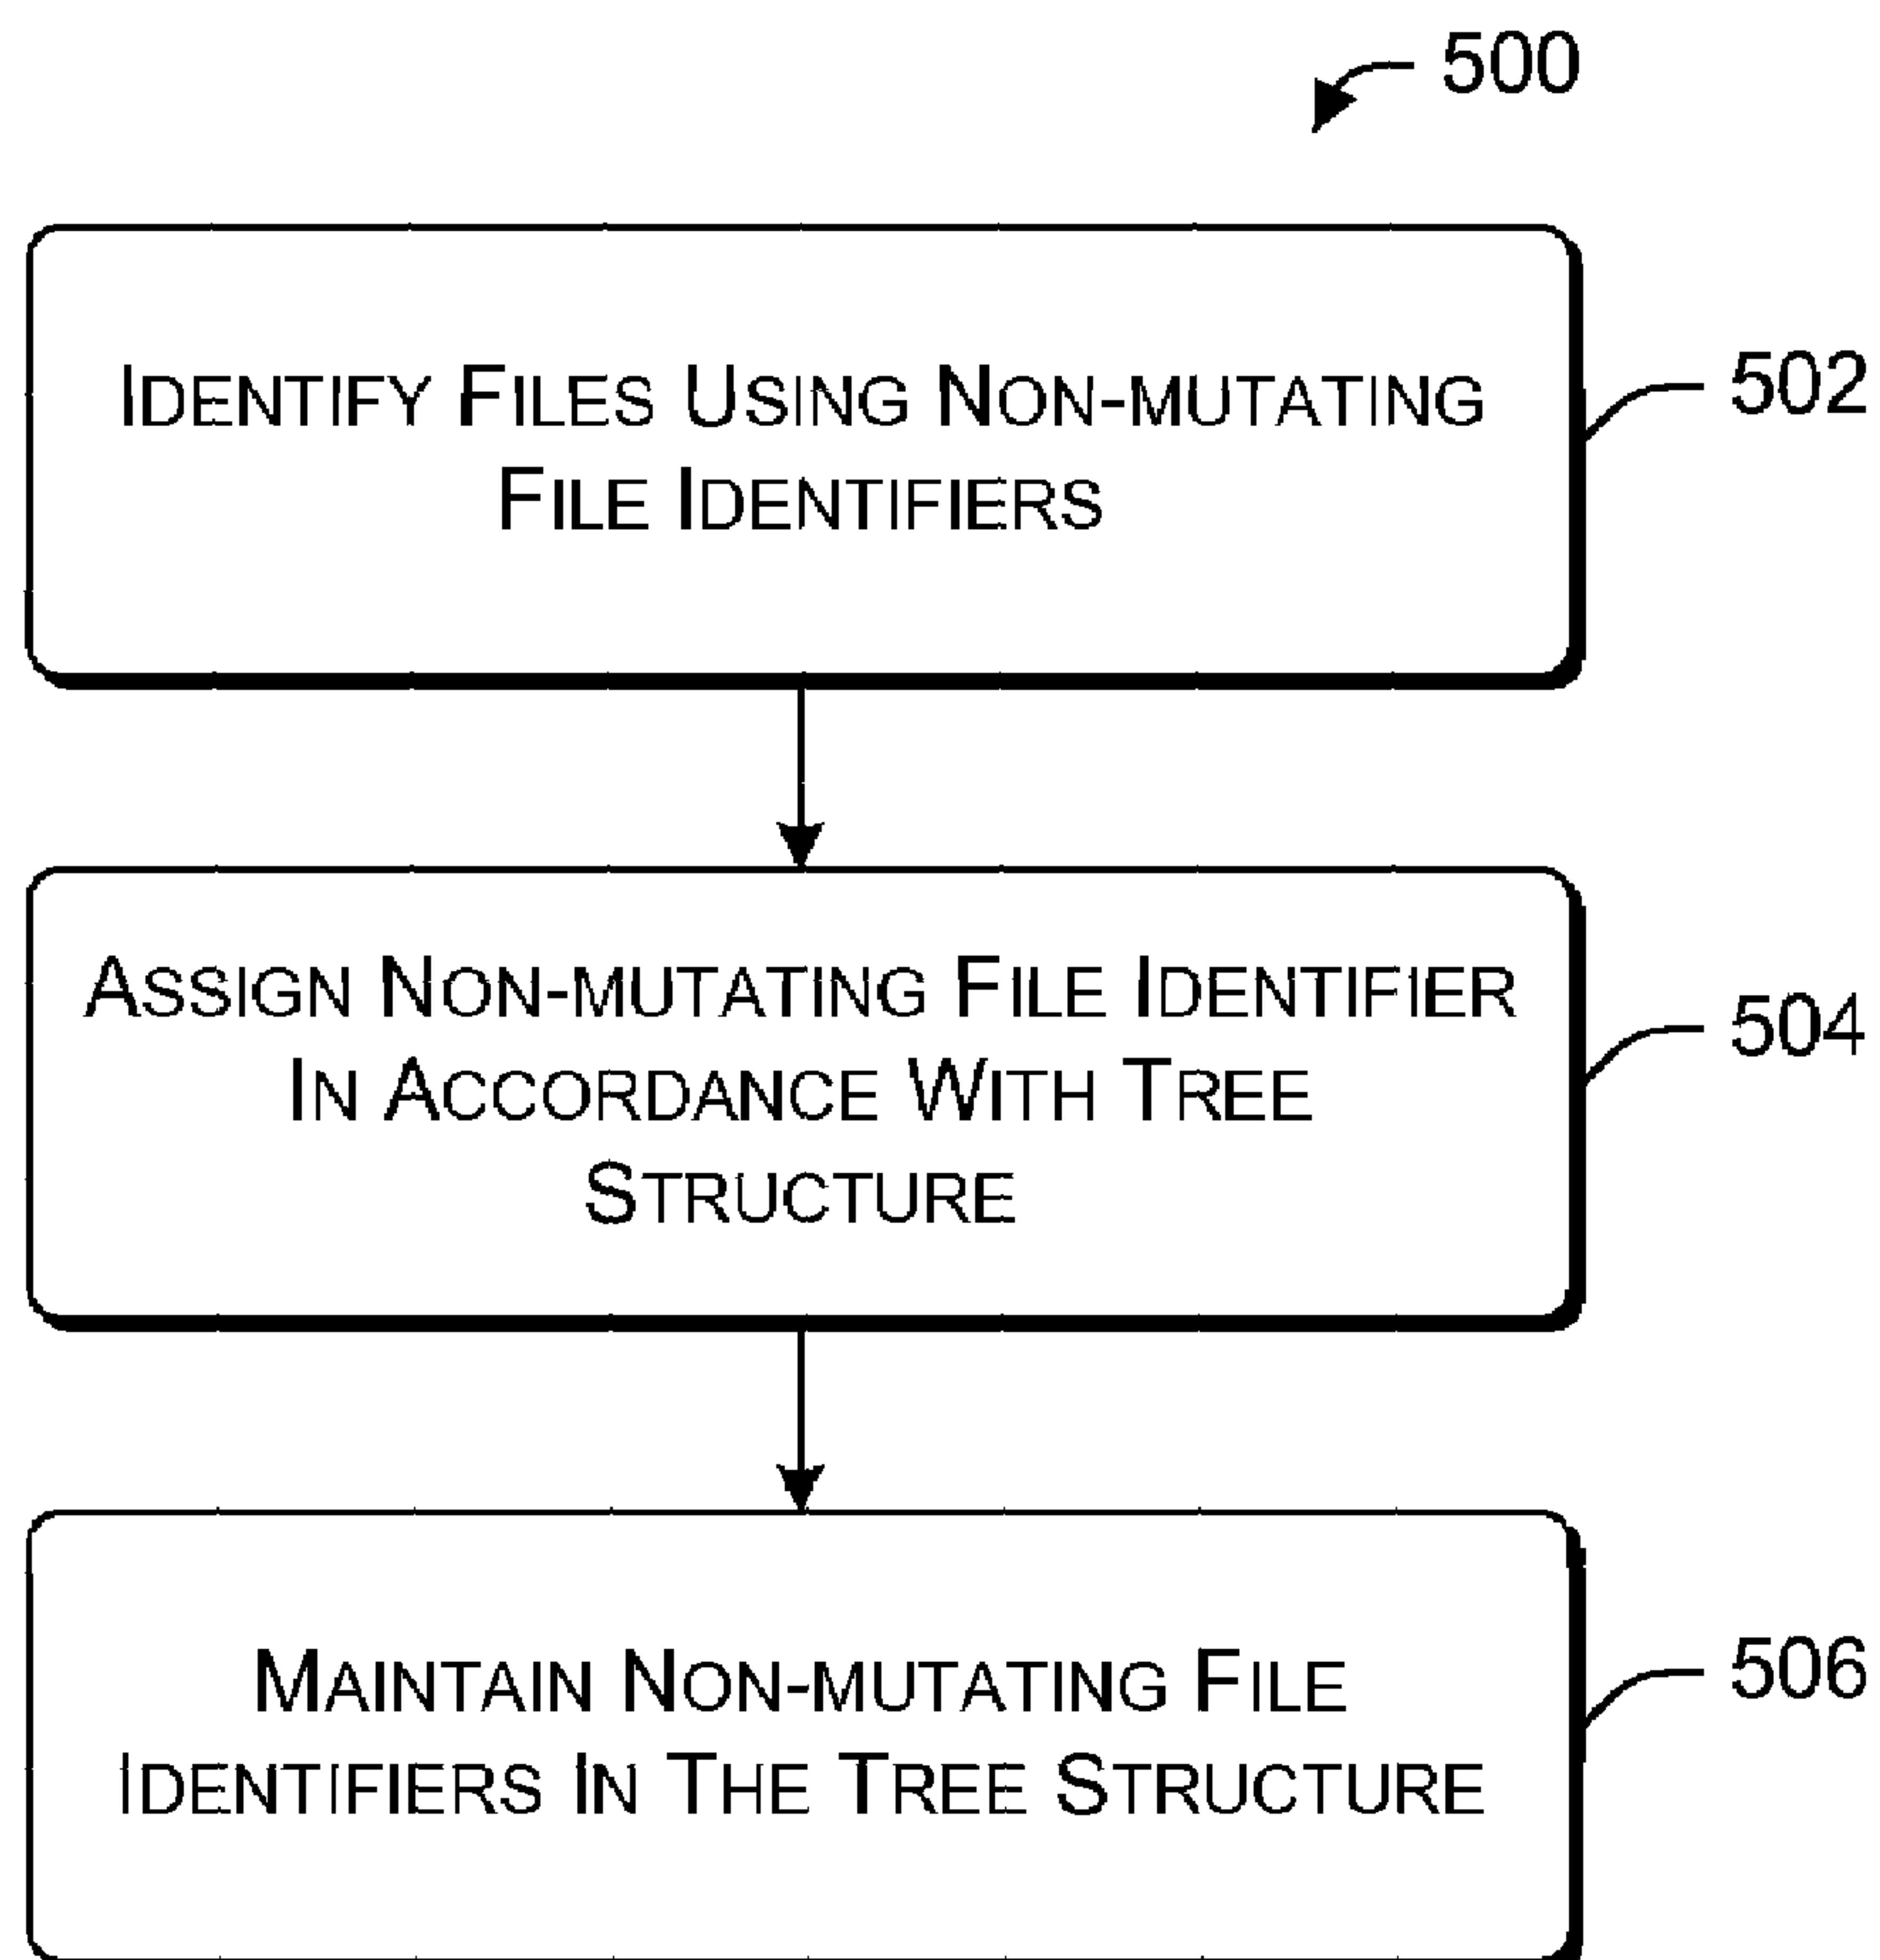 500
IDENTIFY FILES USING NON-MUTATING
FILE IDENTIFIERS
502
ASSIGN NON-MUTATING FILE IDENTIFIER
IN ACCORDANCE WITH TREE
STRUCTURE
504
MAINTAIN NON-MUTATING FILE
IDENTIFIERS IN THE TREE STRUCTURE
506